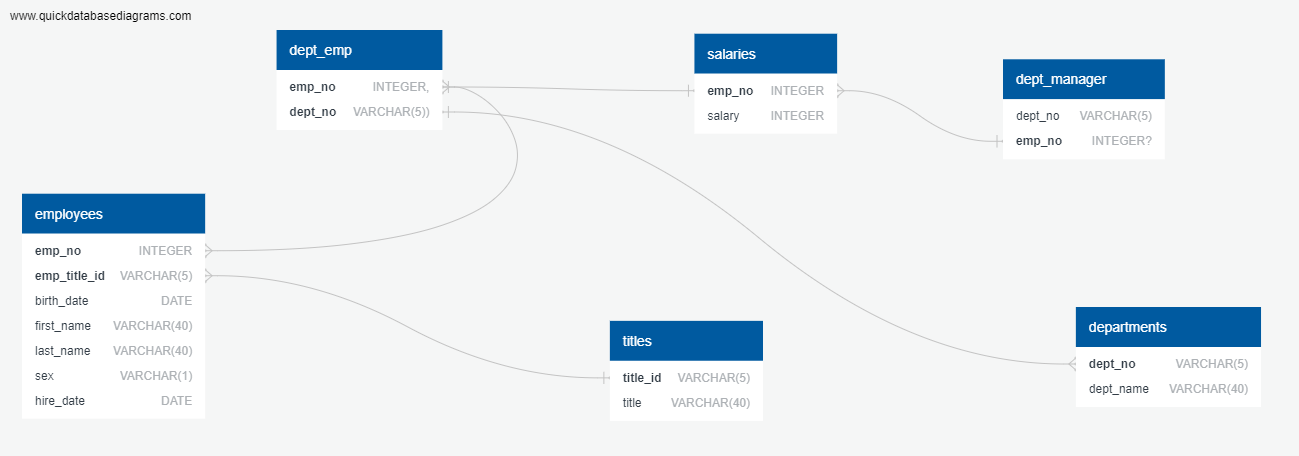 www.quickdatabasediagrams.com
dept_emp
emp_no INTEGER,
dept_no VARCHAR(5))
salaries
emp_no INTEGER
salary INTEGER
dept_manager
dept_no VARCHAR(5)
emp_no INTEGER?
employees
emp_no INTEGER
emp_title_id VARCHAR(5)
birth_date DATE
first_name VARCHAR(40)
last_name VARCHAR(40)
sex VARCHAR(1)
hire_date DATE
titles
title_id VARCHAR(5)
title VARCHAR(40)
departments
dept_no VARCHAR(5)
dept_name VARCHAR(40)